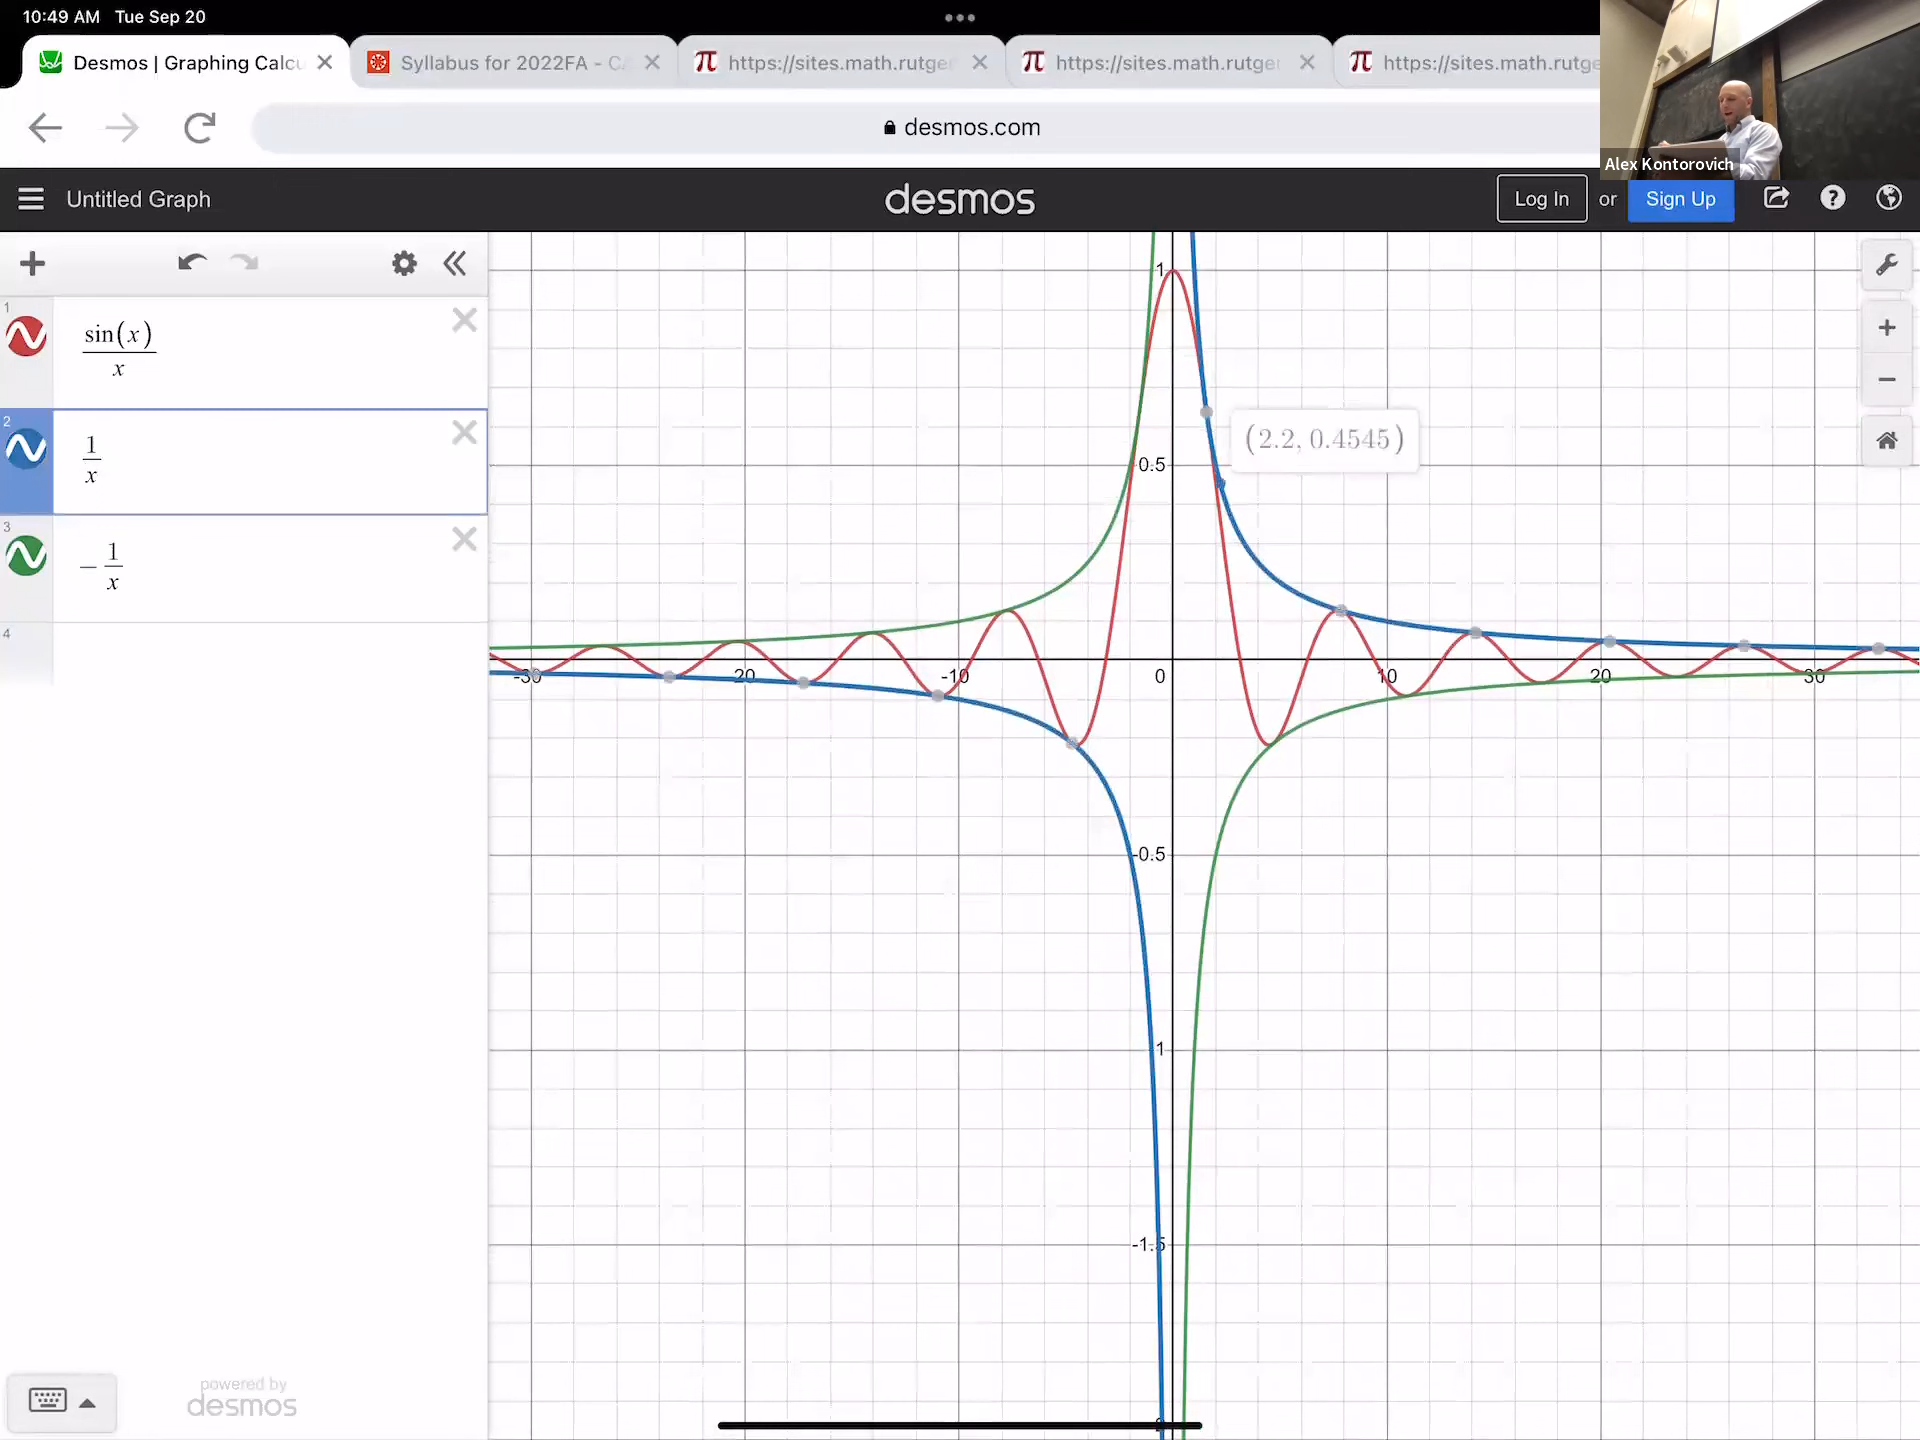 10:49 AM Tue Sep 20
Desmos | Graphing Calcu
Syllabus for 2022FA - CA
https://sites.math.rutger
https://sites.math.rutger
https://sites.math.rutge
desmos.com
Alex Kontorovich
Untitled Graph
desmos
Log In or Sign Up
1
sin(x)
x
2
1
x
3
- 1
x
4
(2.2, 0.4545)
1
0.5
-30
-20
-10
0
10
20
30
-0.5
-1
-1.5
powered by
desmos